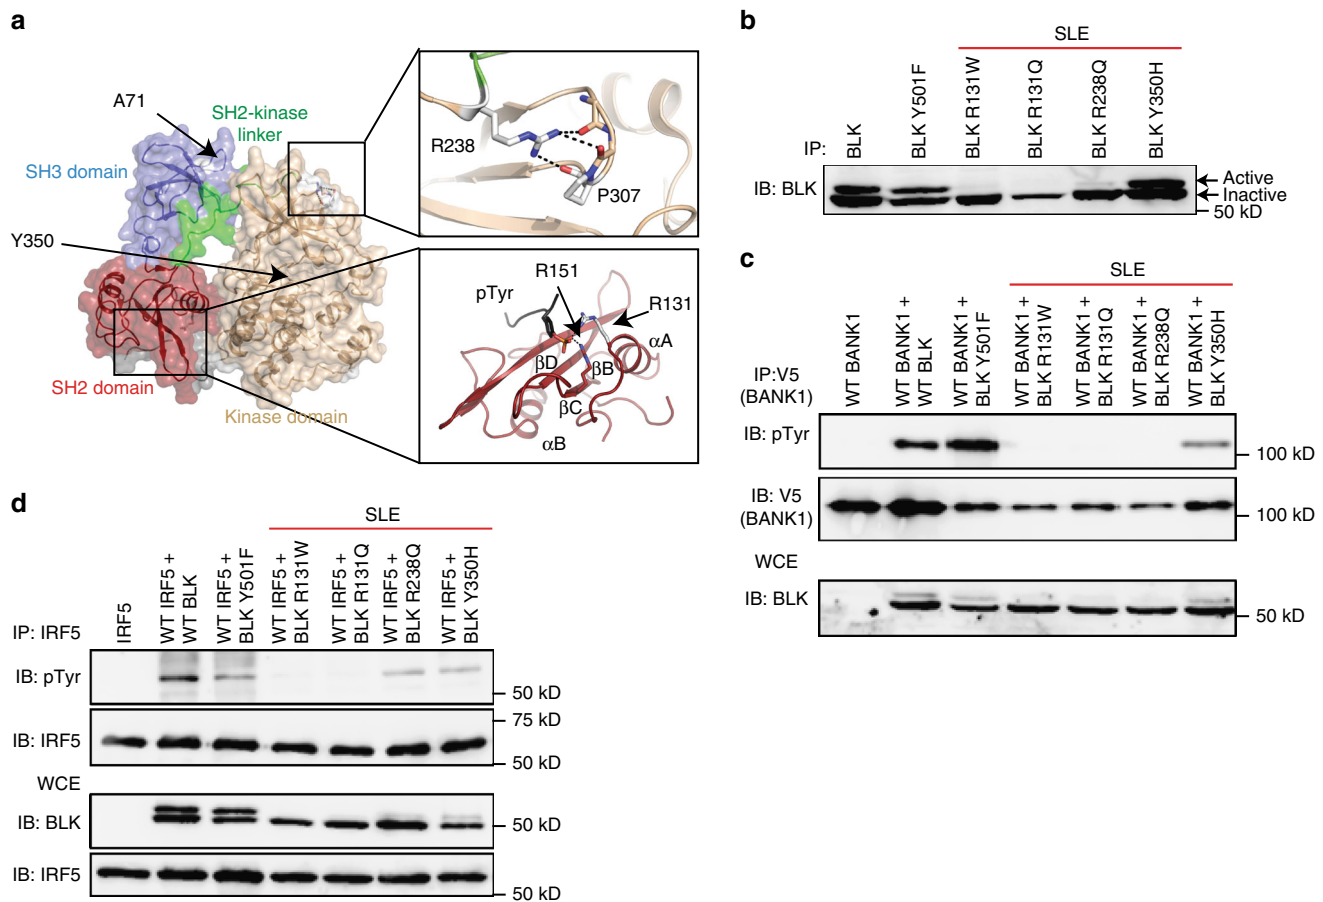 a
A71
SH2-kinase
linker
SH3 domain
Y350
SH2 domain
Kinase domain
R238
P307
R151
pTyr
R131
αA
βD
βB
βC
αB
b
SLE
IP:
BLK
BLK Y501F
BLK R131W
BLK R131Q
BLK R238Q
BLK Y350H
IB: BLK
Active
Inactive
50 kD
c
SLE
IP:V5
(BANK1)
WT BANK1
WT BANK1 +
WT BLK
WT BANK1 +
BLK Y501F
WT BANK1 +
BLK R131W
WT BANK1 +
BLK R131Q
WT BANK1 +
BLK R238Q
WT BANK1 +
BLK Y350H
IB: pTyr
100 kD
IB: V5
(BANK1)
100 kD
WCE
IB: BLK
50 kD
d
SLE
IP: IRF5
IRF5
WT IRF5 +
WT BLK
WT IRF5 +
BLK Y501F
WT IRF5 +
BLK R131W
WT IRF5 +
BLK R131Q
WT IRF5 +
BLK R238Q
WT IRF5 +
BLK Y350H
IB: pTyr
50 kD
75 kD
IB: IRF5
50 kD
WCE
IB: BLK
50 kD
IB: IRF5
50 kD